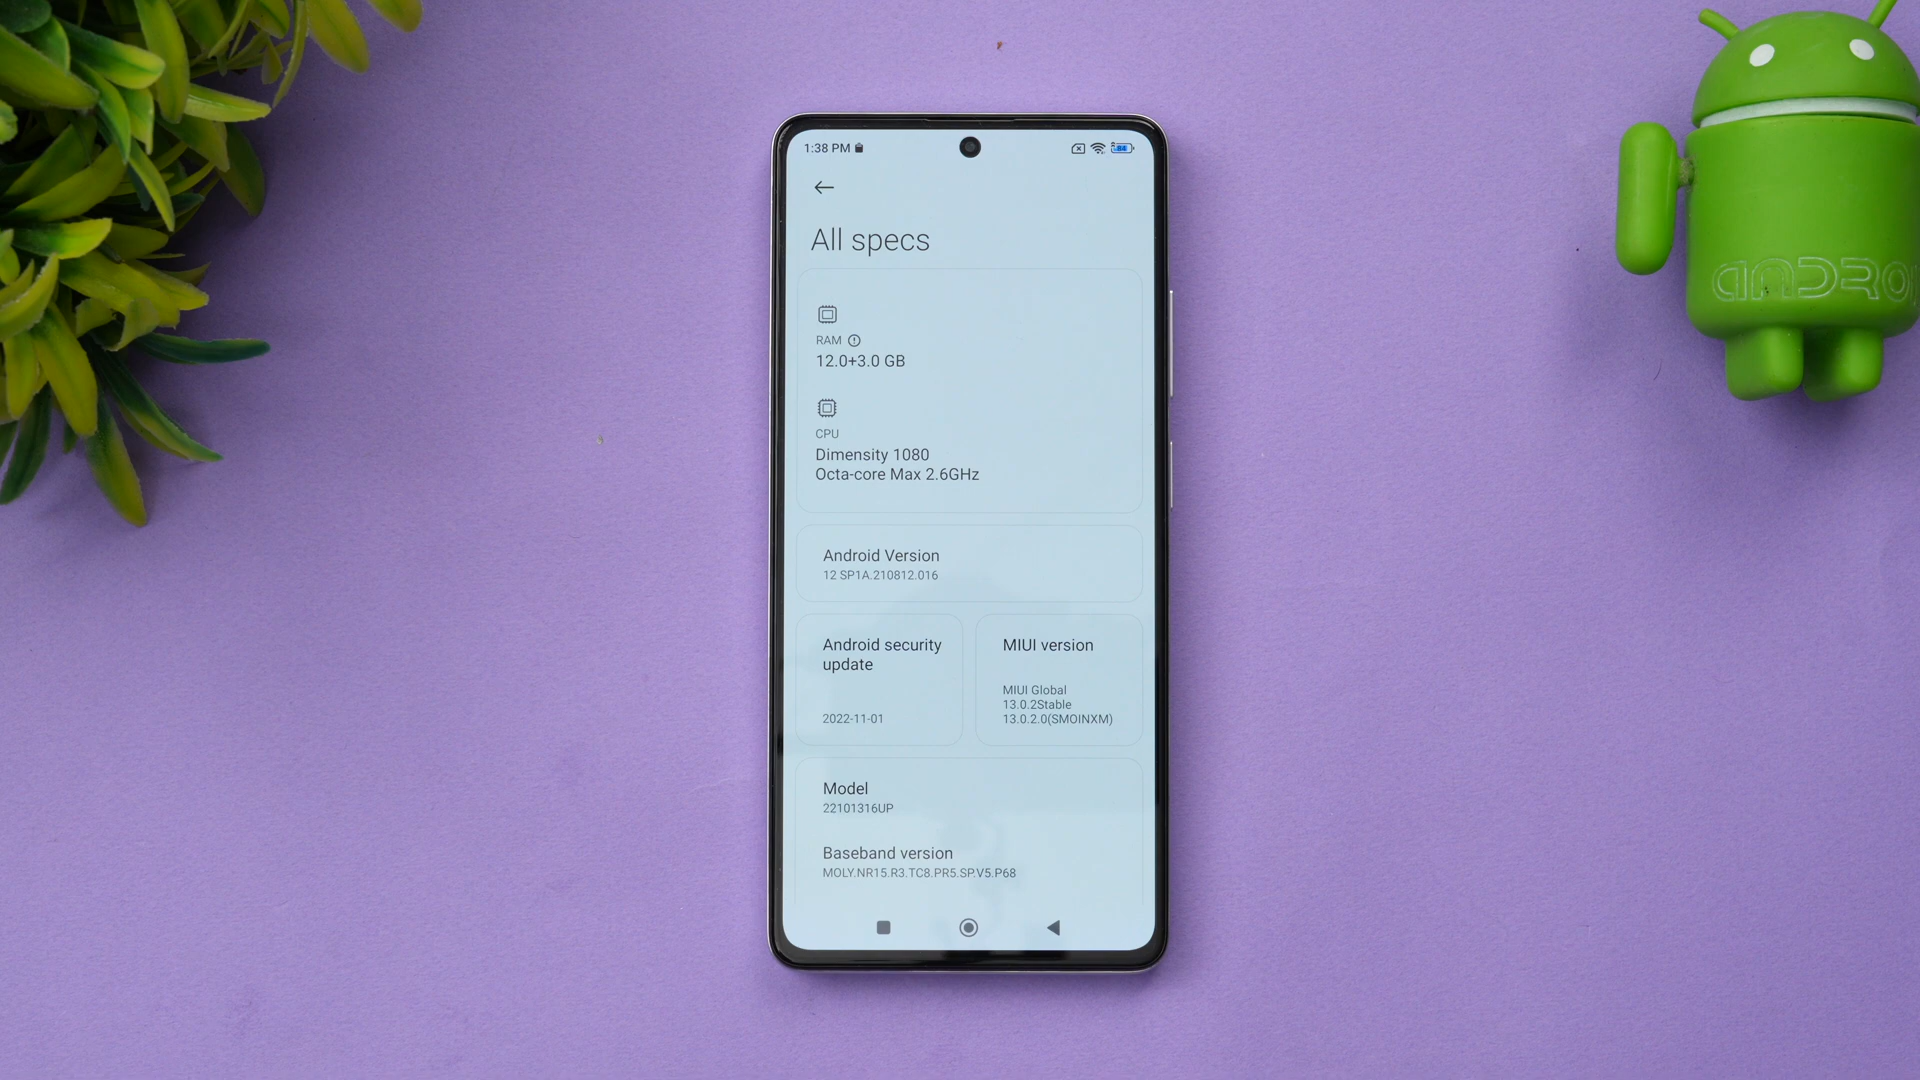 1:38 PM
84
All specs
RAM
12.0+3.0 GB
CPU
Dimensity 1080
Octa-core Max 2.6GHz
Android Version
12 SP1A.210812.016
Android security
update
2022-11-01
MIUI version
MIUI Global
13.0.2Stable
13.0.2.0(SMOINXM)
Model
22101316UP
Baseband version
MOLY.NR15.R3.TC8.PR5.SP.V5.P68
ANDRO